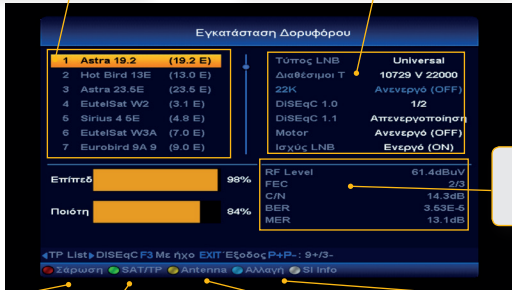 Εγκατάσταση Δορυφόρου
1 Astra 19.2 (19.2 E)
2 Hot Bird 13E (13.0 E)
3 Astra 23.5E (23.5 E)
4 EutelSat W2 (3.1 E)
5 Sirius 4 5E (4.8 E)
6 EutelSat W3A (7.0 E)
7 Eurobird 9A 9 (9.0 E)
Τύπος LNB Universal
Διαθέσιμοι Τ 10729 V 22000
22K Ανενεργό (OFF)
DiSEqC 1.0 1/2
DiSEqC 1.1 Απενεργοποίηση
Motor Ανενεργό (OFF)
Ισχύς LNB Ενεργό (ON)
Επίπεδ 98%
Ποιότη 84%
RF Level 61.4dBuV
FEC 2/3
C/N 14.3dB
BER 3.53E-5
MER 13.1dB
TP List DISEqC F3 Με ήχο EXIT Έξοδος P+P-: 9+/3-
Σάρωση SAT/TP Antenna Αλλαγή SI Info